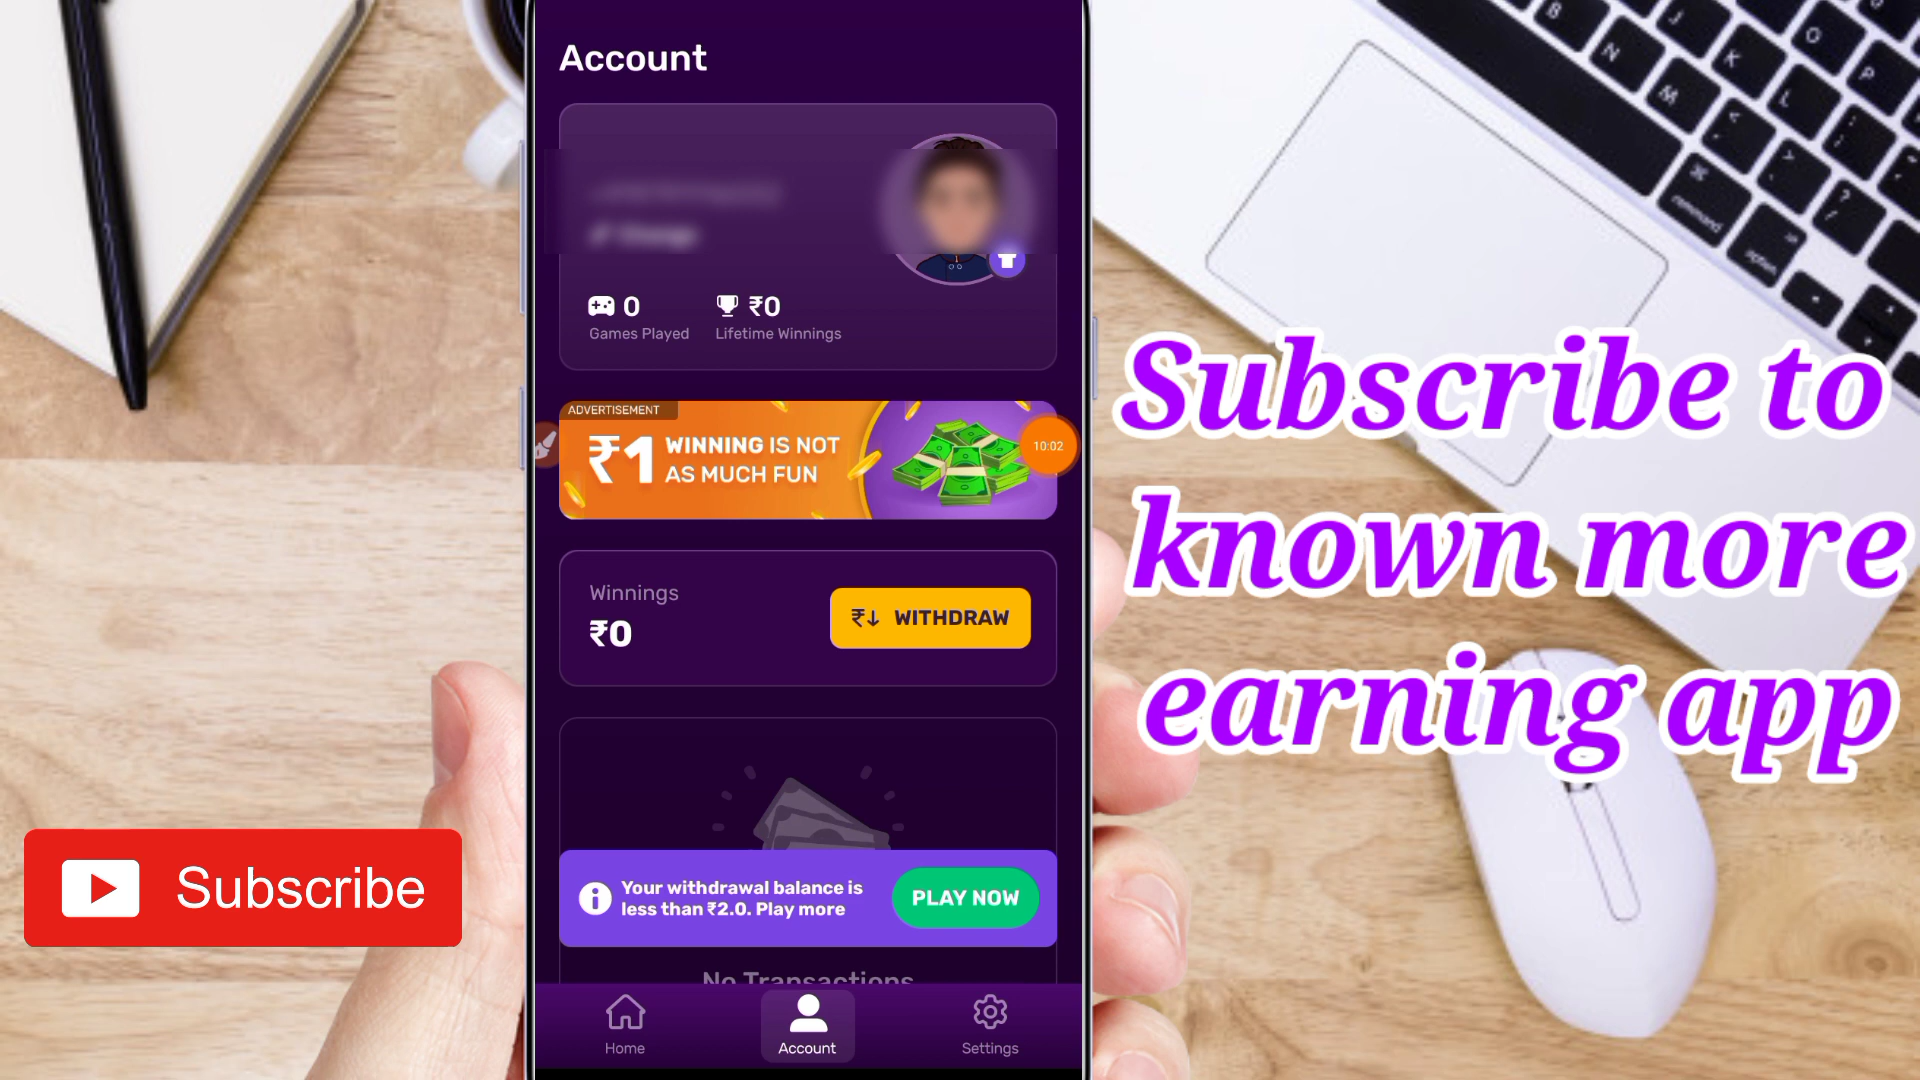 Account
0
Games Played
₹0
Lifetime Winnings
ADVERTISEMENT
₹1 WINNING IS NOT
AS MUCH FUN
10:02
Winnings
₹0
₹↓ WITHDRAW
Your withdrawal balance is
less than ₹2.0. Play more
PLAY NOW
No Transactions
Home
Account
Settings
Subscribe to
known more
earning app
Subscribe
B
N
M
J
K
L
O
P
<
>
?
⌘
command
option